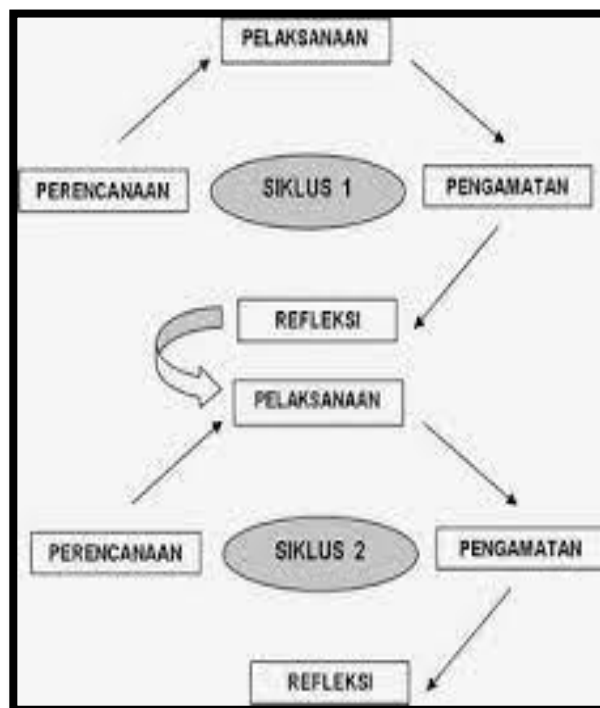 PELAKSANAAN
PERENCANAAN
SIKLUS 1
PENGAMATAN
REFLEKSI
PELAKSANAAN
PERENCANAAN
SIKLUS 2
PENGAMATAN
REFLEKSI